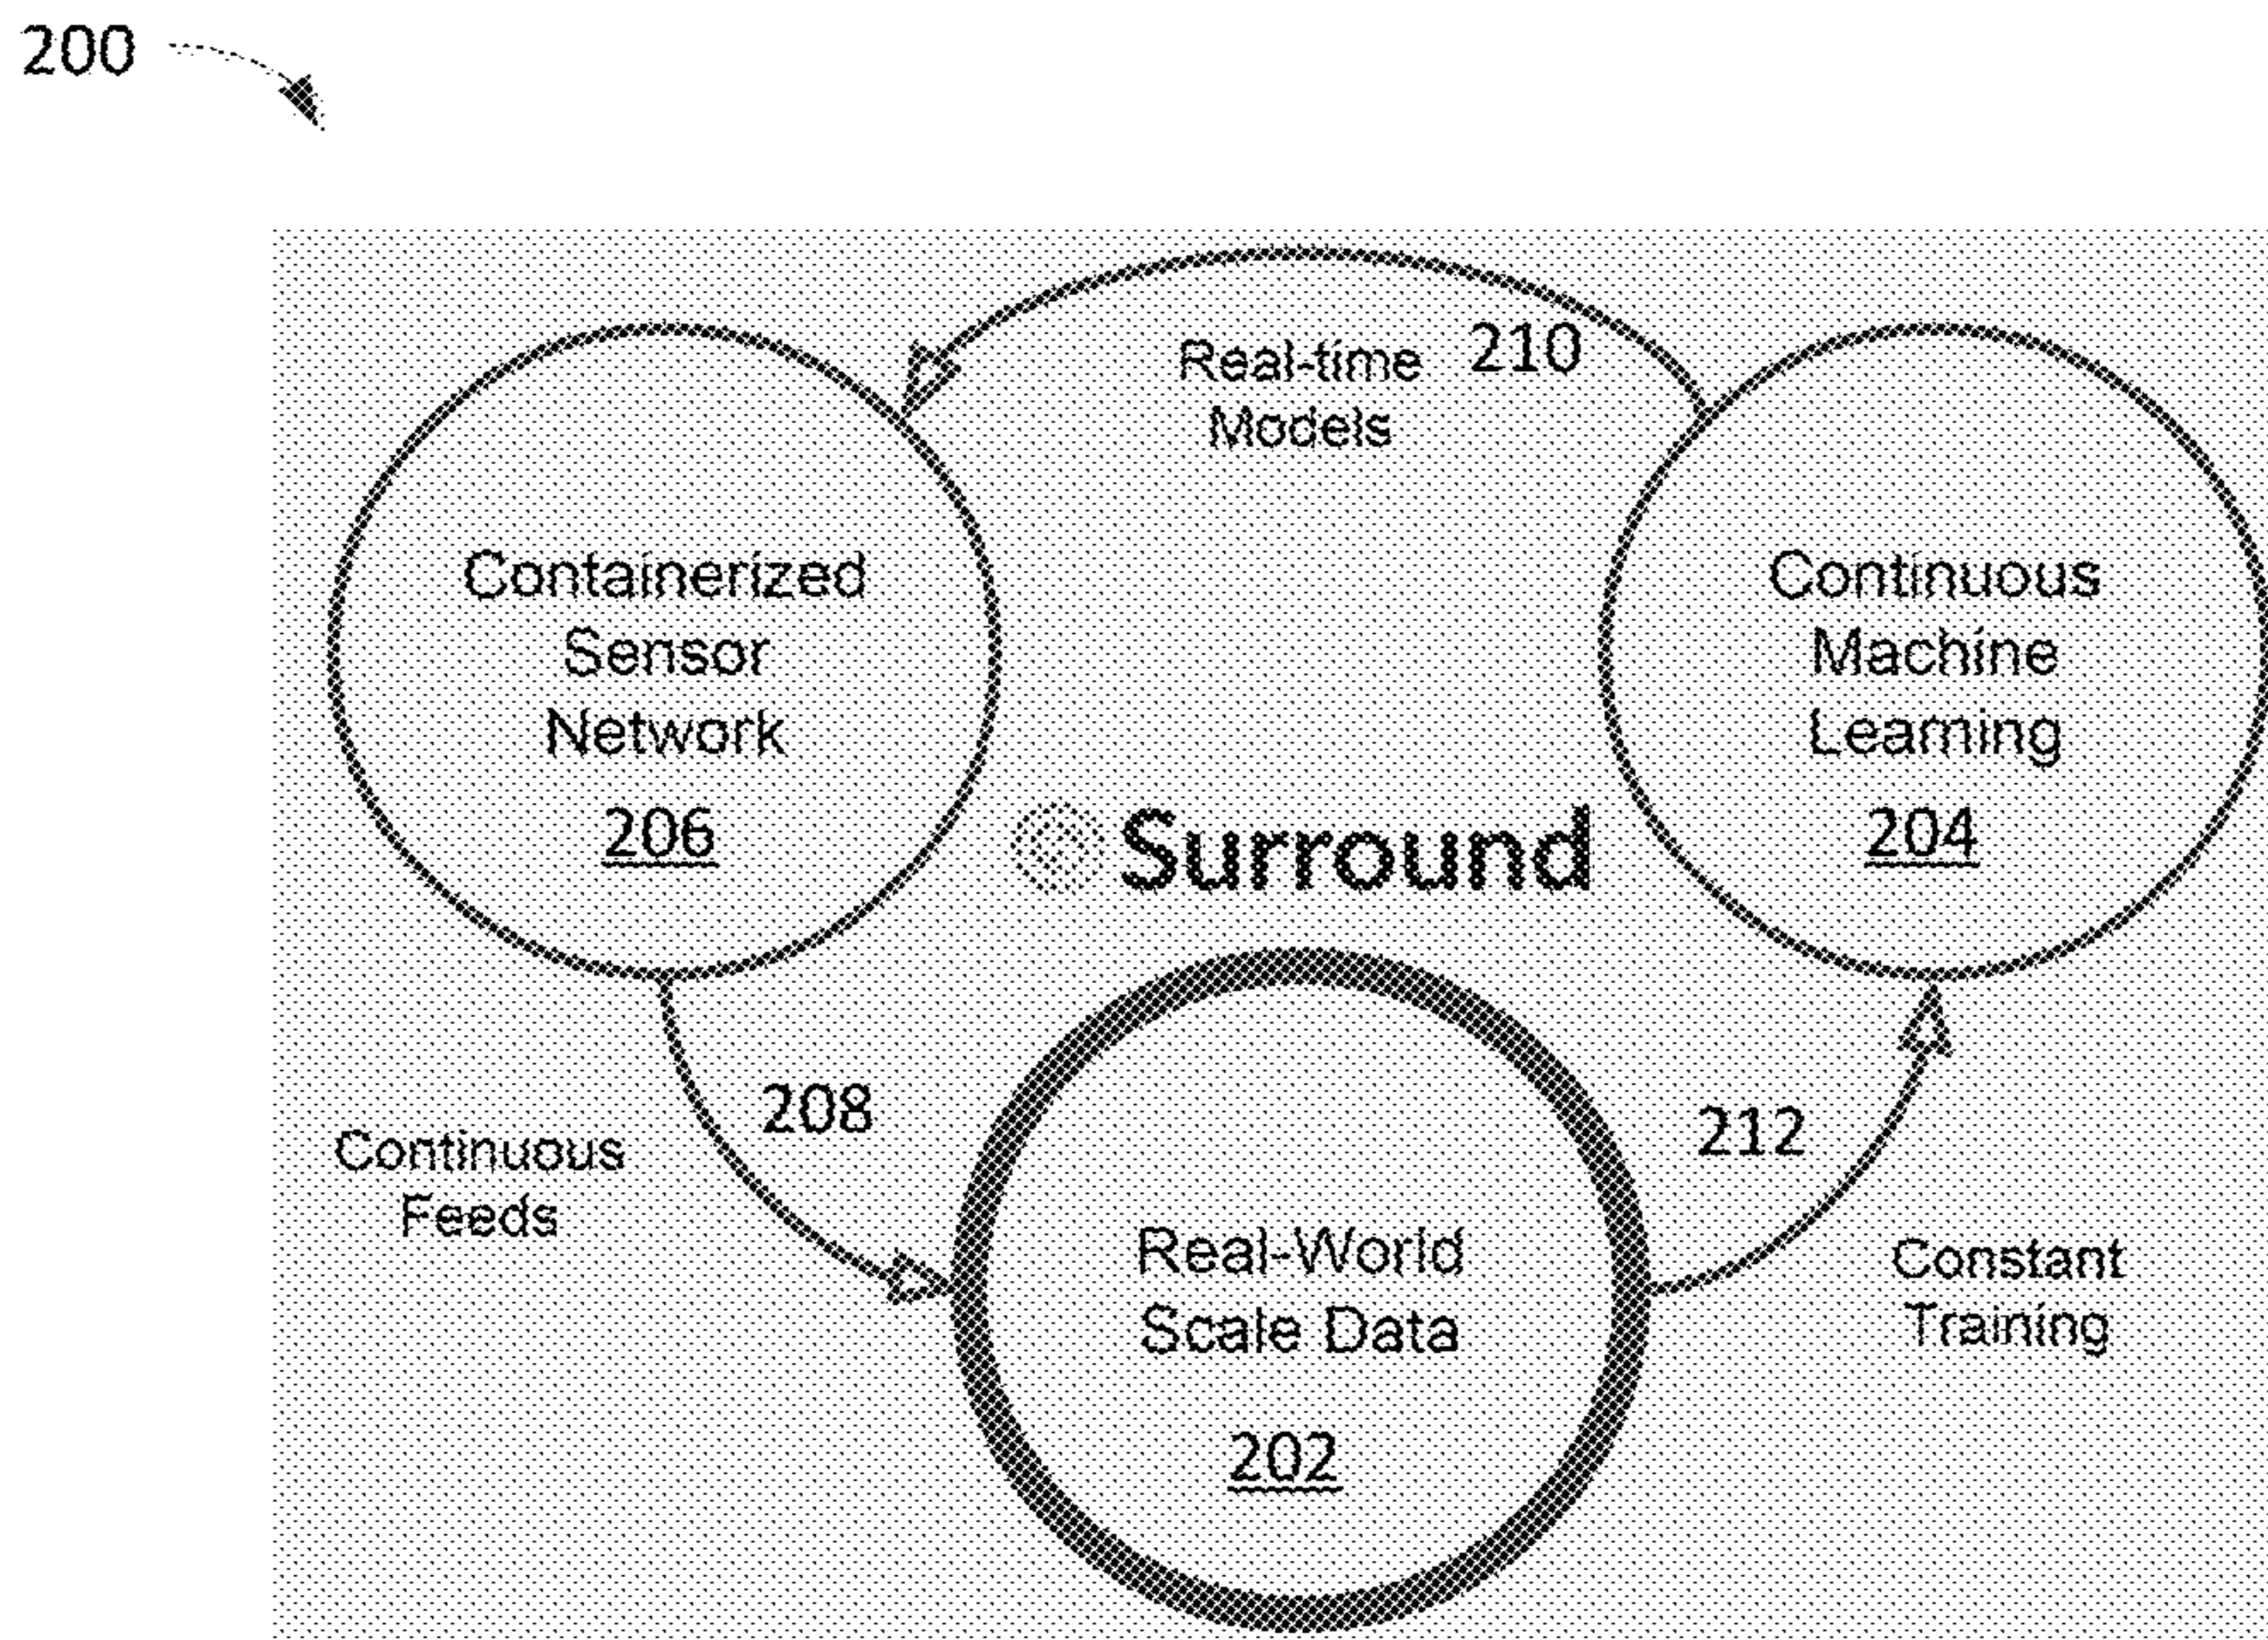 200
Real-time 210
Models
Containerized
Sensor
Network
206
Continuous
Machine
Learning
204
Surround
208
Continuous
Feeds
212
Constant
Training
Real-World
Scale Data
202